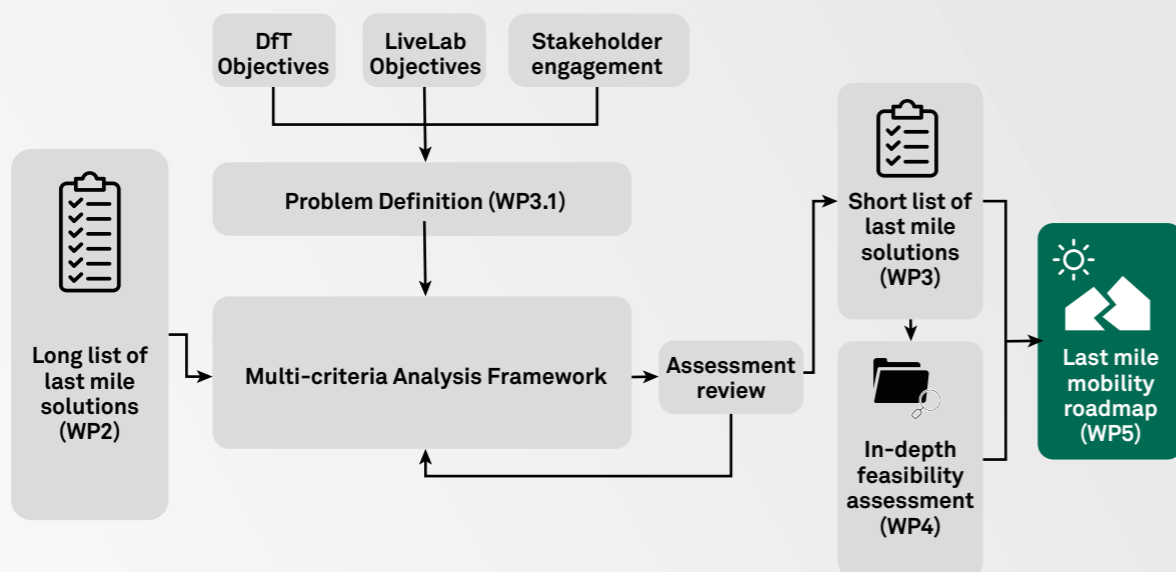 DfT
Objectives
LiveLab
Objectives
Stakeholder
engagement
Problem Definition (WP3.1)
Long list of
last mile
solutions
(WP2)
Multi-criteria Analysis Framework
Assessment
review
Short list of
last mile
solutions
(WP3)
In-depth
feasibility
assessment
(WP4)
Last mile
mobility
roadmap
(WP5)